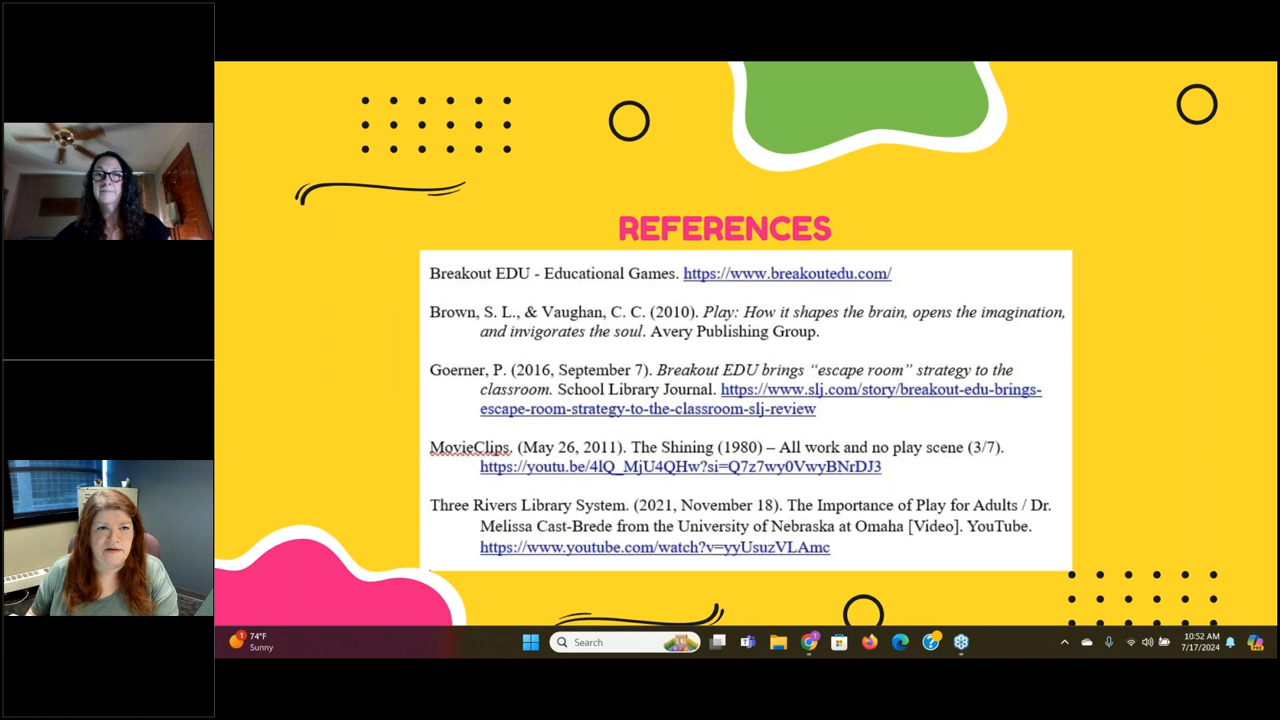 REFERENCES
Breakout EDU - Educational Games. https://www.breakoutedu.com/
Brown, S. L., & Vaughan, C. C. (2010). Play: How it shapes the brain, opens the imagination,
and invigorates the soul. Avery Publishing Group.
Goerner, P. (2016, September 7). Breakout EDU brings “escape room” strategy to the
classroom. School Library Journal. https://www.slj.com/story/breakout-edu-brings-
escape-room-strategy-to-the-classroom-slj-review
MovieClips. (May 26, 2011). The Shining (1980) – All work and no play scene (3/7).
https://youtu.be/4lQ_MjU4QHw?si=Q7z7wy0VwyBNrDJ3
Three Rivers Library System. (2021, November 18). The Importance of Play for Adults / Dr.
Melissa Cast-Brede from the University of Nebraska at Omaha [Video]. YouTube.
https://www.youtube.com/watch?v=yyUsuzVLAmc
1
74°F
Sunny
Search
10:52 AM
7/17/2024